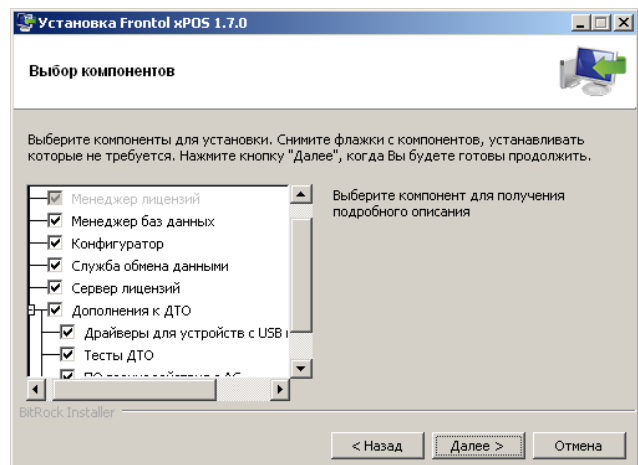 Установка Frontol xPOS 1.7.0
Выбор компонентов
Выберите компоненты для установки. Снимите флажки с компонентов, устанавливать
которые не требуется. Нажмите кнопку "Далее", когда Вы будете готовы продолжить.
Менеджер лицензий
Выберите компонент для получения
подробного описания
Менеджер баз данных
Конфигуратор
Служба обмена данными
Сервер лицензий
Дополнения к ДТО
Драйверы для устройств с USB
Тесты ДТО
BitRock Installer
< Назад
Далее >
Отмена